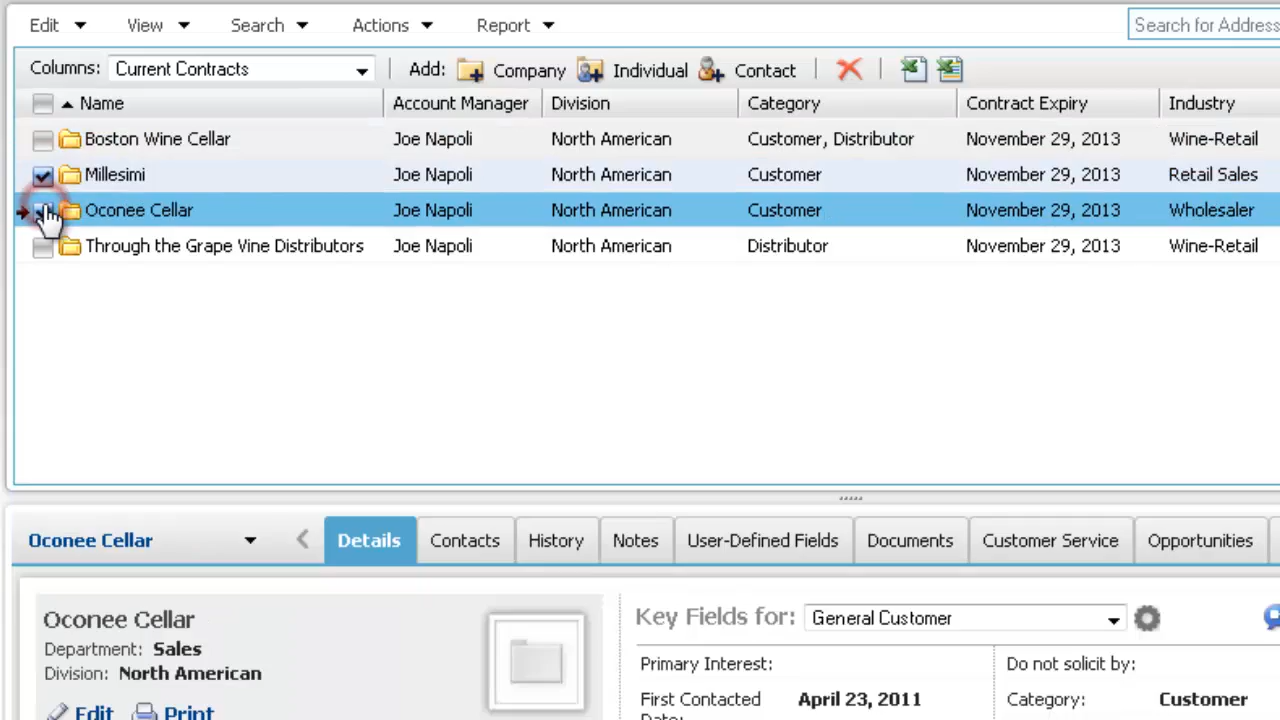 Edit View Search Actions Report Search for Address
Columns: Current Contracts Add: Company Individual Contact
Name Account Manager Division Category Contract Expiry Industry
Boston Wine Cellar Joe Napoli North American Customer, Distributor November 29, 2013 Wine-Retail
Millesimi Joe Napoli North American Customer November 29, 2013 Retail Sales
Oconee Cellar Joe Napoli North American Customer November 29, 2013 Wholesaler
Through the Grape Vine Distributors Joe Napoli North American Distributor November 29, 2013 Wine-Retail
Oconee Cellar Details Contacts History Notes User-Defined Fields Documents Customer Service Opportunities
Oconee Cellar
Department: Sales
Division: North American
Edit Print
Key Fields for: General Customer
Primary Interest: Do not solicit by:
First Contacted April 23, 2011 Category: Customer
Date: